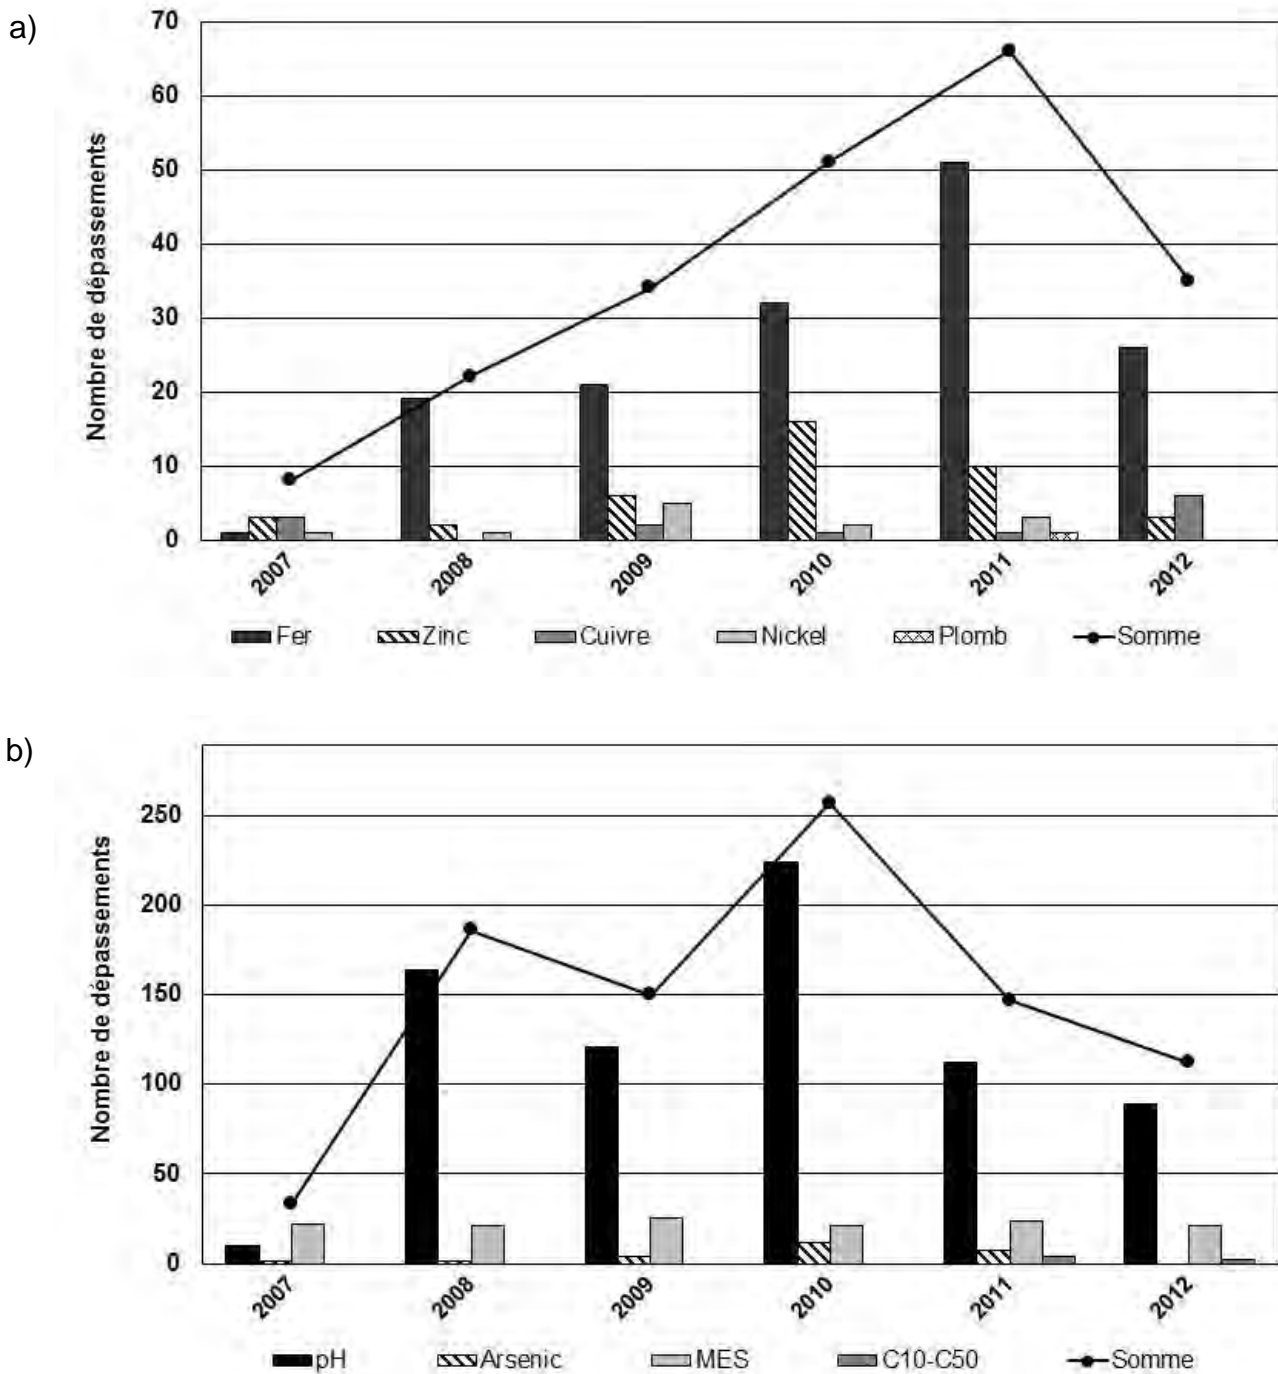 a)
Nombre de dépassements
70
60
50
40
30
20
10
0
2007 2008 2009 2010 2011 2012
Fer Zinc Cuivre Nickel Plomb Somme
b)
Nombre de dépassements
250
200
150
100
50
0
2007 2008 2009 2010 2011 2012
pH Arsenic MES C10-C50 Somme